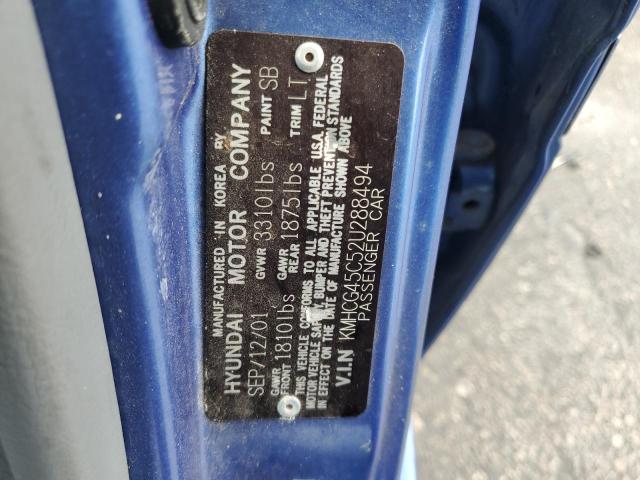 MANUFACTURED IN KOREA BY
HYUNDAI MOTOR COMPANY
SEP/12/01 GVWR 3310lbs PAINT SB
GAWR FRONT 1810lbs GAWR REAR 1875lbs TRIM LT
THIS VEHICLE CONFORMS TO ALL APPLICABLE U.S.A. FEDERAL
MOTOR VEHICLE SAFETY, BUMPER AND THEFT PREVENTION STANDARDS
IN EFFECT ON THE DATE OF MANUFACTURE SHOWN ABOVE
V.I.N KMHCG45C52U288494
PASSENGER CAR